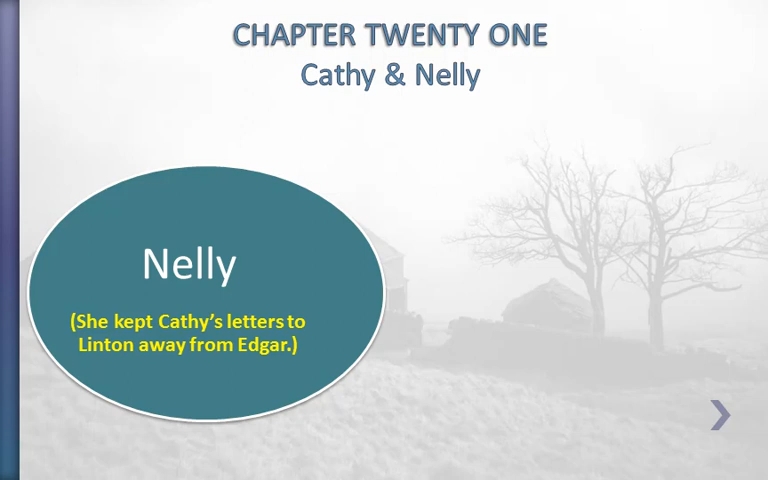 CHAPTER TWENTY ONE
Cathy & Nelly
Nelly
(She kept Cathy’s letters to
Linton away from Edgar.)